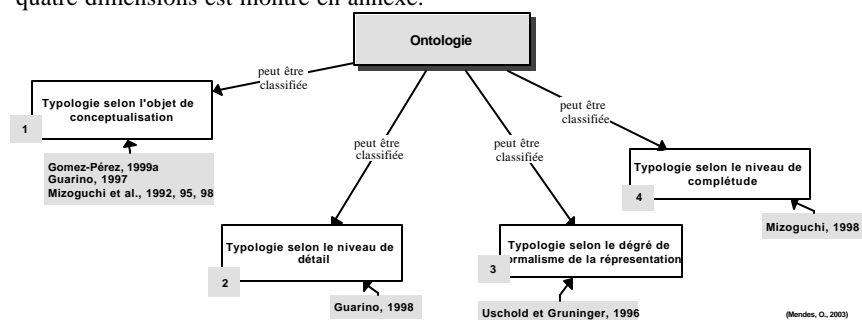 quatre dimensions est montré en annexe.
Ontologie
peut être
classifiée
Typologie selon l'objet de
conceptualisation
1
Gomez-Pérez, 1999a
Guarino, 1997
Mizoguchi et al., 1992, 95, 98
peut être
classifiée
Typologie selon le niveau de
détail
2
Guarino, 1998
peut être
classifiée
Typologie selon le dégré de
ormalisme de la répresentation
3
Uschold et Gruninger, 1996
peut être
classifiée
Typologie selon le niveau de
complétude
4
Mizoguchi, 1998
(Mendes, O., 2003)